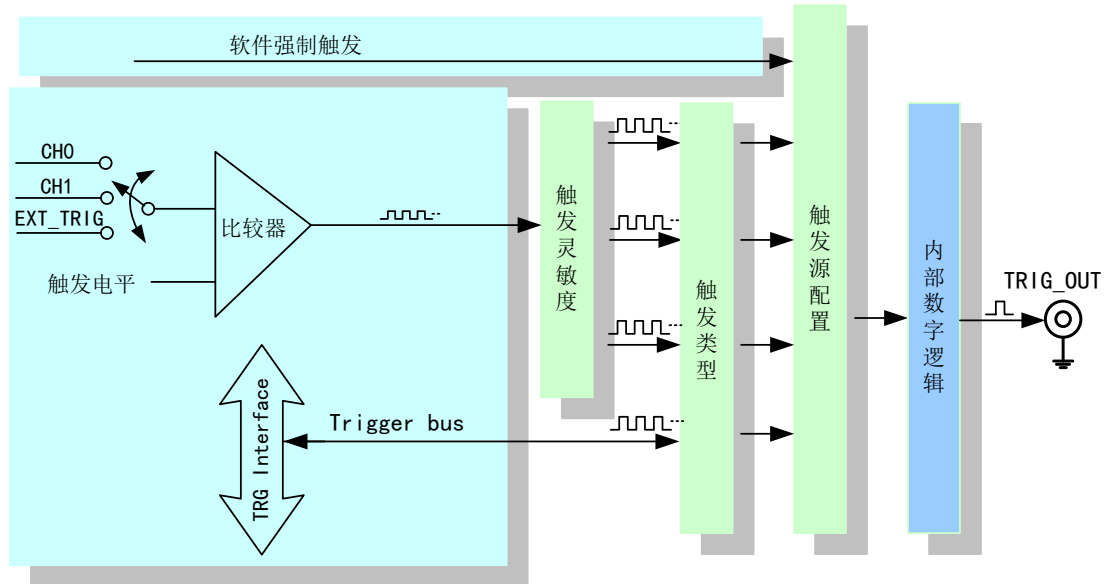 软件强制触发
CH0
CH1
EXT_TRIG
触发电平
比较器
触发灵敏度
触发类型
触发源配置
内部数字逻辑
TRIG_OUT
TRG Interface
Trigger bus